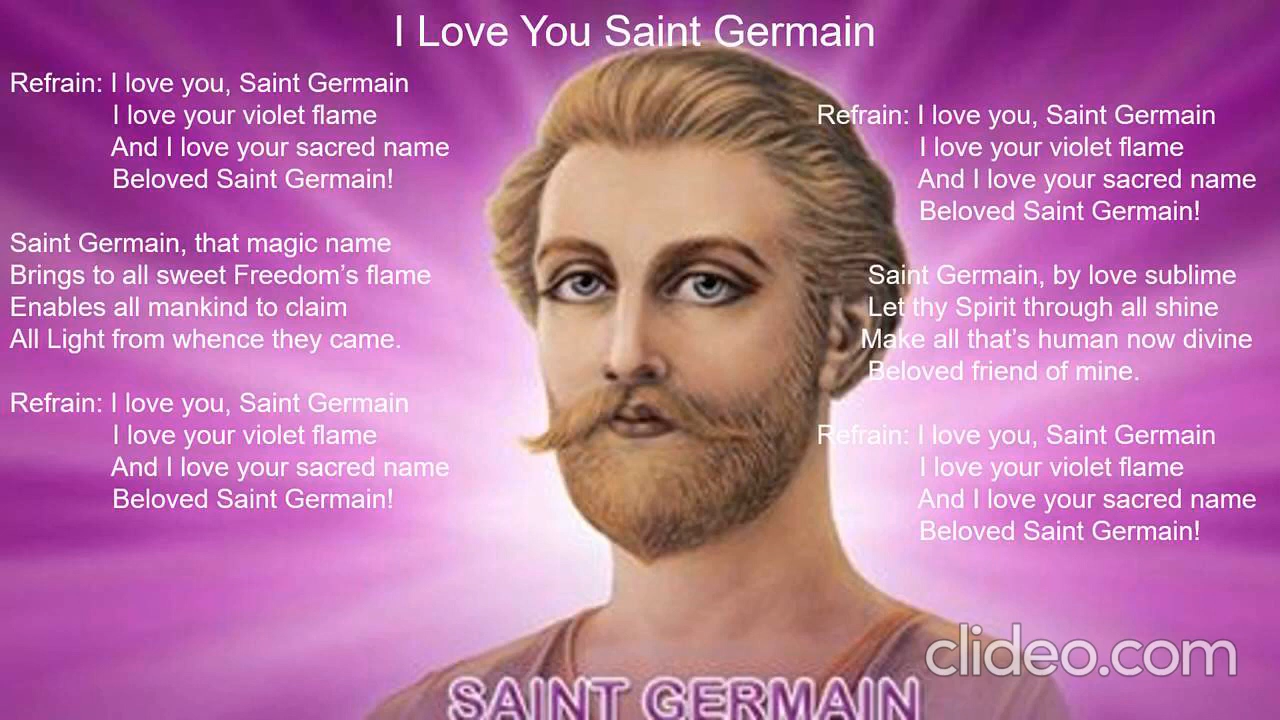 I Love You Saint Germain
Refrain: I love you, Saint Germain
I love your violet flame
And I love your sacred name
Beloved Saint Germain!
Saint Germain, that magic name
Brings to all sweet Freedom’s flame
Enables all mankind to claim
All Light from whence they came.
Refrain: I love you, Saint Germain
I love your violet flame
And I love your sacred name
Beloved Saint Germain!
Refrain: I love you, Saint Germain
I love your violet flame
And I love your sacred name
Beloved Saint Germain!
Saint Germain, by love sublime
Let thy Spirit through all shine
Make all that’s human now divine
Beloved friend of mine.
Refrain: I love you, Saint Germain
I love your violet flame
And I love your sacred name
Beloved Saint Germain!
clideo.com
SAINT GERMAIN